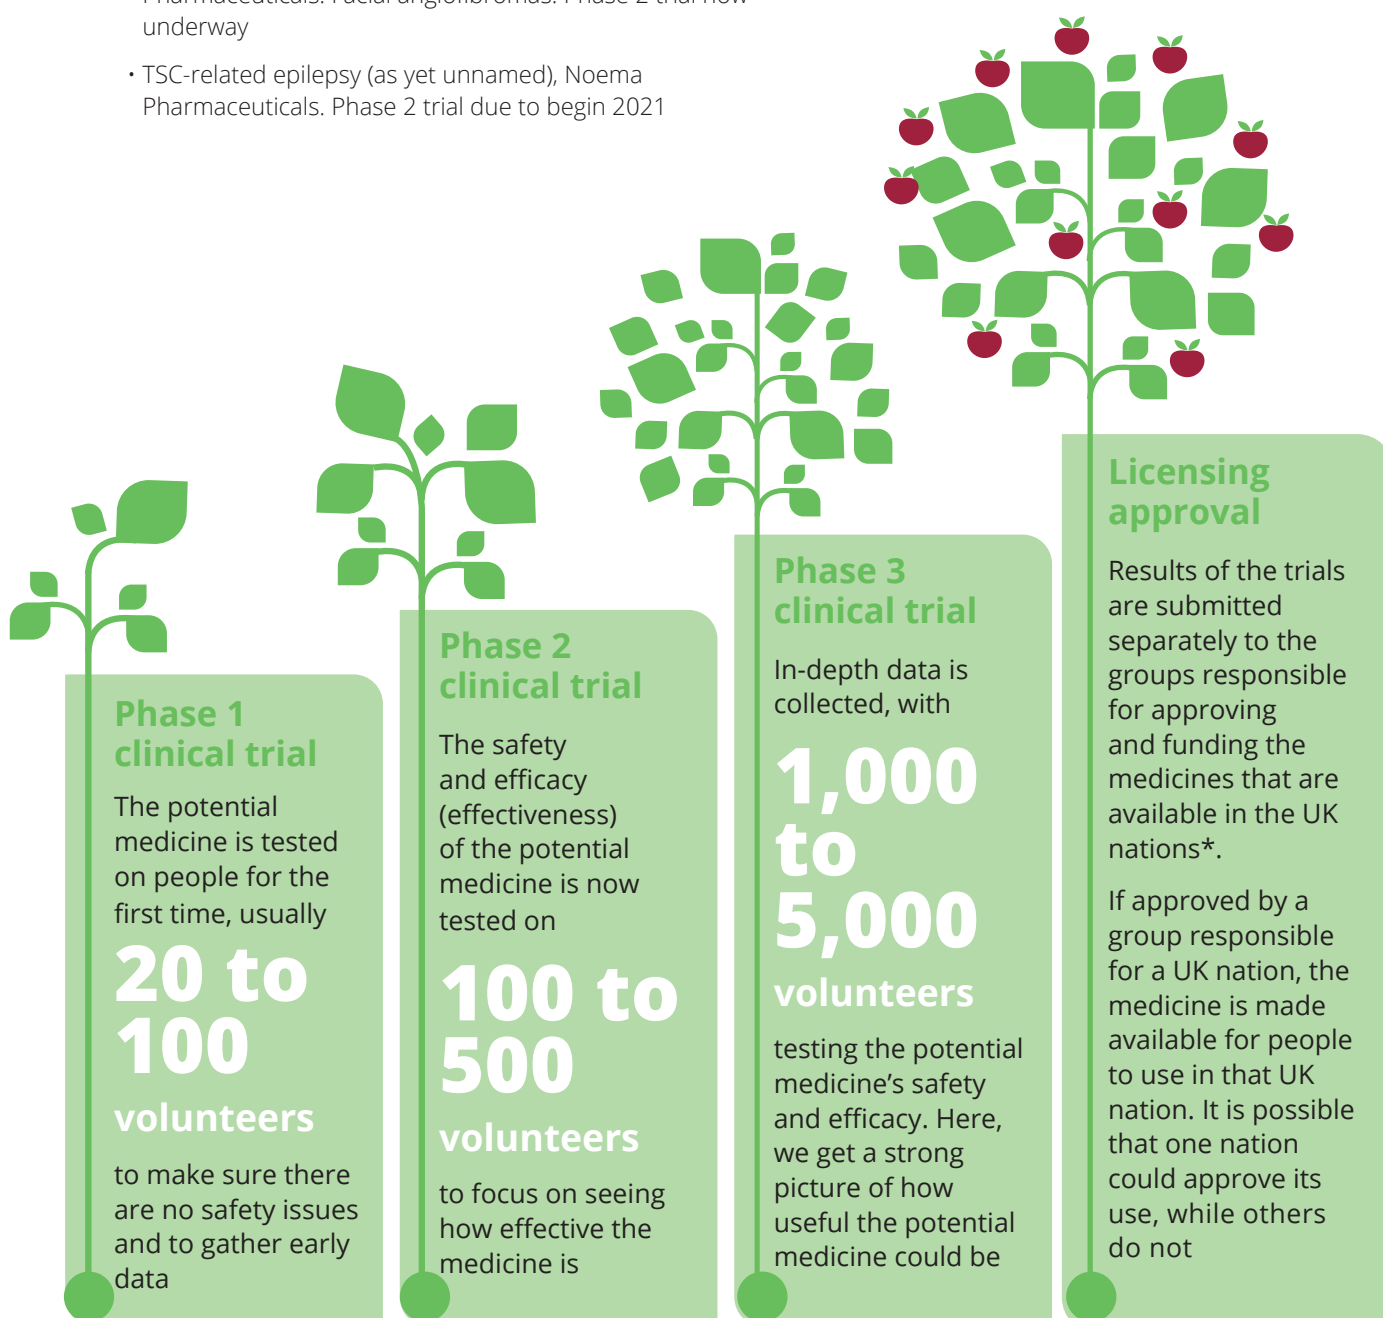 Pharmaceuticals. Facial angiofibromas. Phase 2 trial now
underway
• TSC-related epilepsy (as yet unnamed), Noema
Pharmaceuticals. Phase 2 trial due to begin 2021
Phase 1
clinical trial
The potential
medicine is tested
on people for the
first time, usually
20 to
100
volunteers
to make sure there
are no safety issues
and to gather early
data
Phase 2
clinical trial
The safety
and efficacy
(effectiveness)
of the potential
medicine is now
tested on
100 to
500
volunteers
to focus on seeing
how effective the
medicine is
Phase 3
clinical trial
In-depth data is
collected, with
1,000
to
5,000
volunteers
testing the potential
medicine's safety
and efficacy. Here,
we get a strong
picture of how
useful the potential
medicine could be
Licensing
approval
Results of the trials
are submitted
separately to the
groups responsible
for approving
and funding the
medicines that are
available in the UK
nations*.
If approved by a
group responsible
for a UK nation, the
medicine is made
available for people
to use in that UK
nation. It is possible
that one nation
could approve its
use, while others
do not